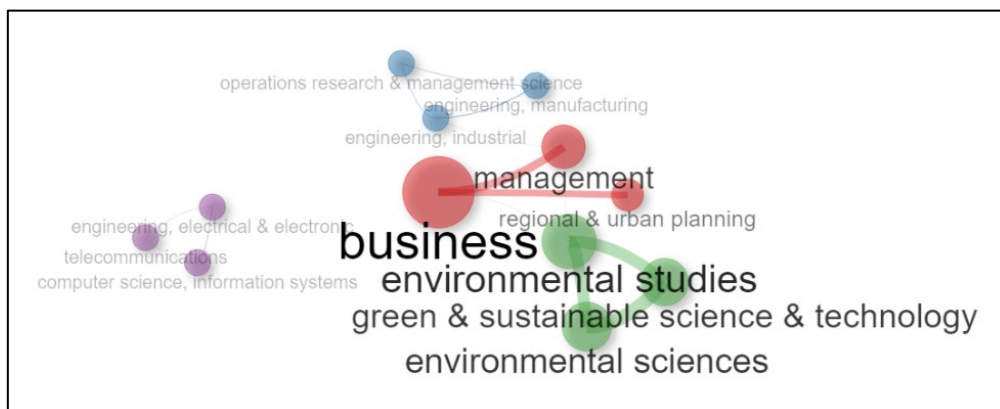 operations research & management science
engineering, manufacturing
engineering, industrial
management
regional & urban planning
engineering, electrical & electronic
business
telecommunications
environmental studies
computer science, information systems
green & sustainable science & technology
environmental sciences